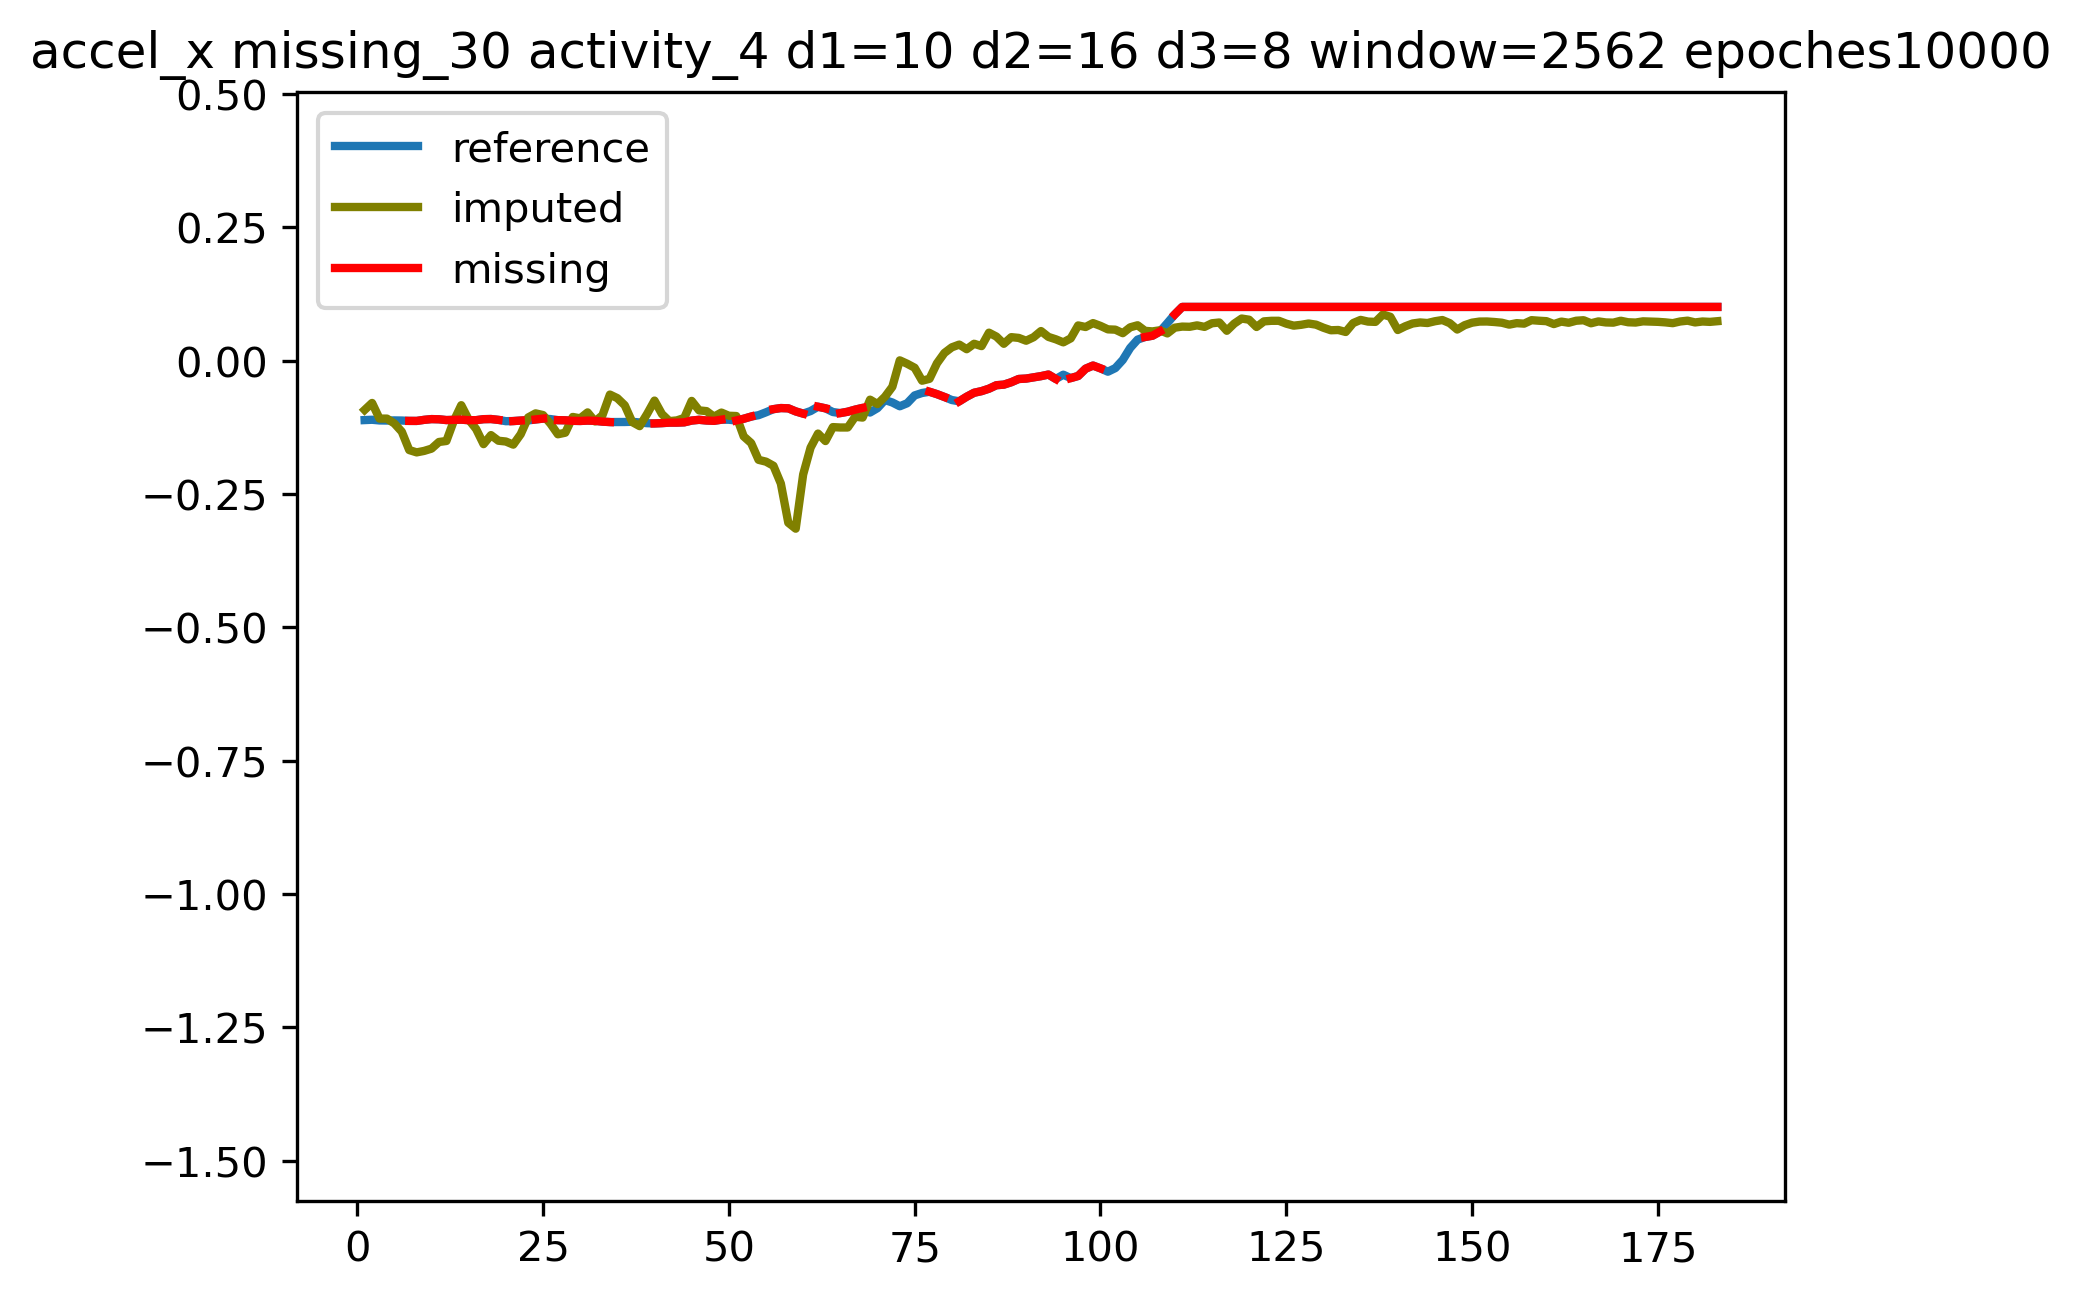 accel_x missing_30 activity_4 d1=10 d2=16 d3=8 window=2562 epoches10000
reference
imputed
missing
0.50
0.25
0.00
−0.25
−0.50
−0.75
−1.00
−1.25
−1.50
0 25 50 75 100 125 150 175